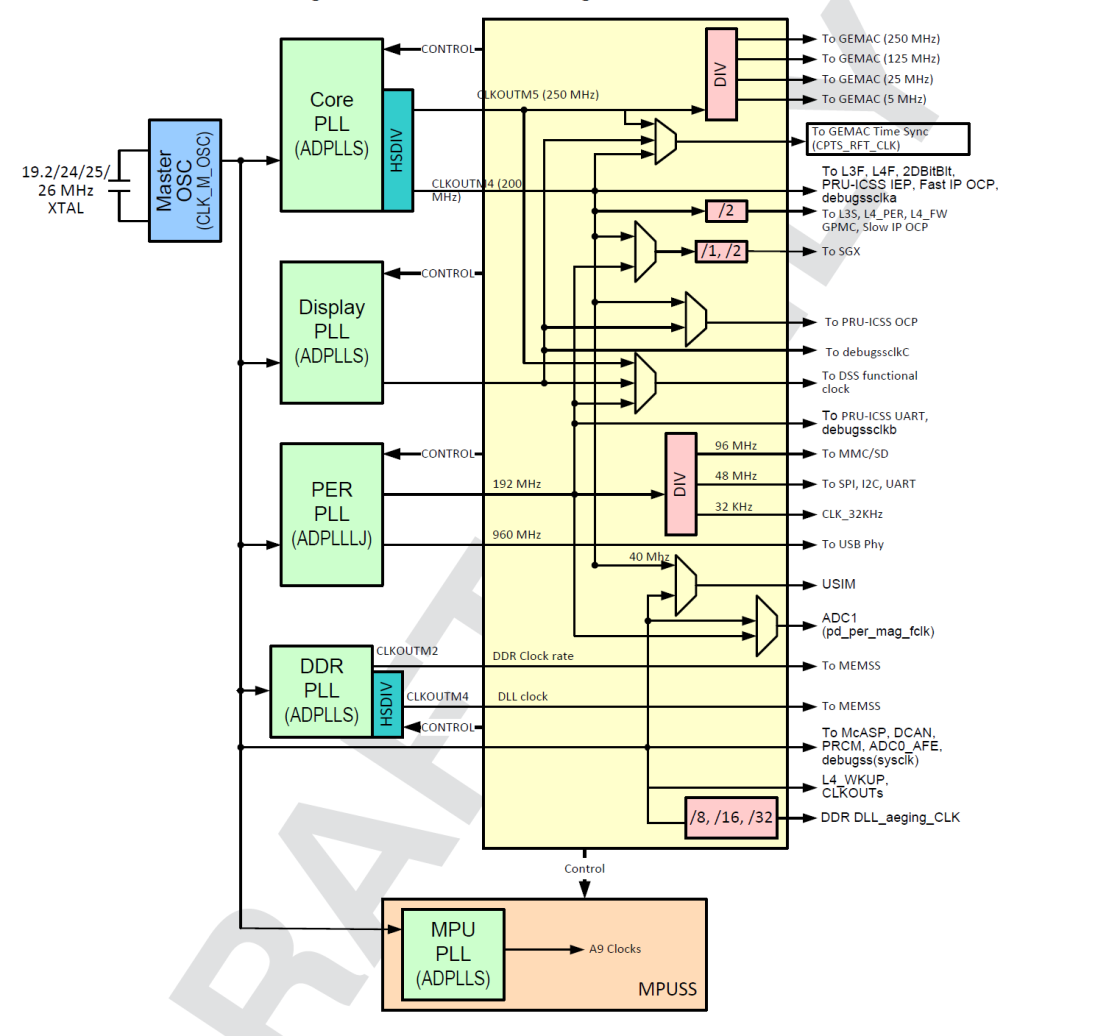 CONTROL
To GEMAC (250 MHz)
To GEMAC (125 MHz)
To GEMAC (25 MHz)
To GEMAC (5 MHz)
DIV
Core
PLL
(ADPLLS)
HSDIV
CLKOUTM5 (250 MHz)
To GEMAC Time Sync
(CPTS_RFT_CLK)
19.2/24/25/
26 MHz
XTAL
Master
OSC
(CLK_M_OSC)
CLKOUTM4 (200
MHz)
To L3F, L4F, 2DBitBlt,
PRU-ICSS IEP, Fast IP OCP,
debugssclka
/2
To L3S, L4_PER, L4_FW
GPMC, Slow IP OCP
/1, /2
To SGX
CONTROL
Display
PLL
(ADPLLS)
To PRU-ICSS OCP
To debugssclkC
To DSS functional
clock
To PRU-ICSS UART,
debugssclkb
CONTROL
PER
PLL
(ADPLLLJ)
192 MHz
DIV
96 MHz
To MMC/SD
48 MHz
To SPI, I2C, UART
32 KHz
CLK_32KHz
960 MHz
To USB Phy
40 Mhz
USIM
ADC1
(pd_per_mag_fclk)
DDR
PLL
(ADPLLS)
HSDIV
CLKOUTM2
DDR Clock rate
To MEMSS
CLKOUTM4
DLL clock
To MEMSS
CONTROL
To McASP, DCAN,
PRCM, ADC0_AFE,
debugss(sysclk)
L4_WKUP,
CLKOUTs
/8, /16, /32
DDR DLL_aeging_CLK
Control
MPU
PLL
(ADPLLS)
A9 Clocks
MPUSS